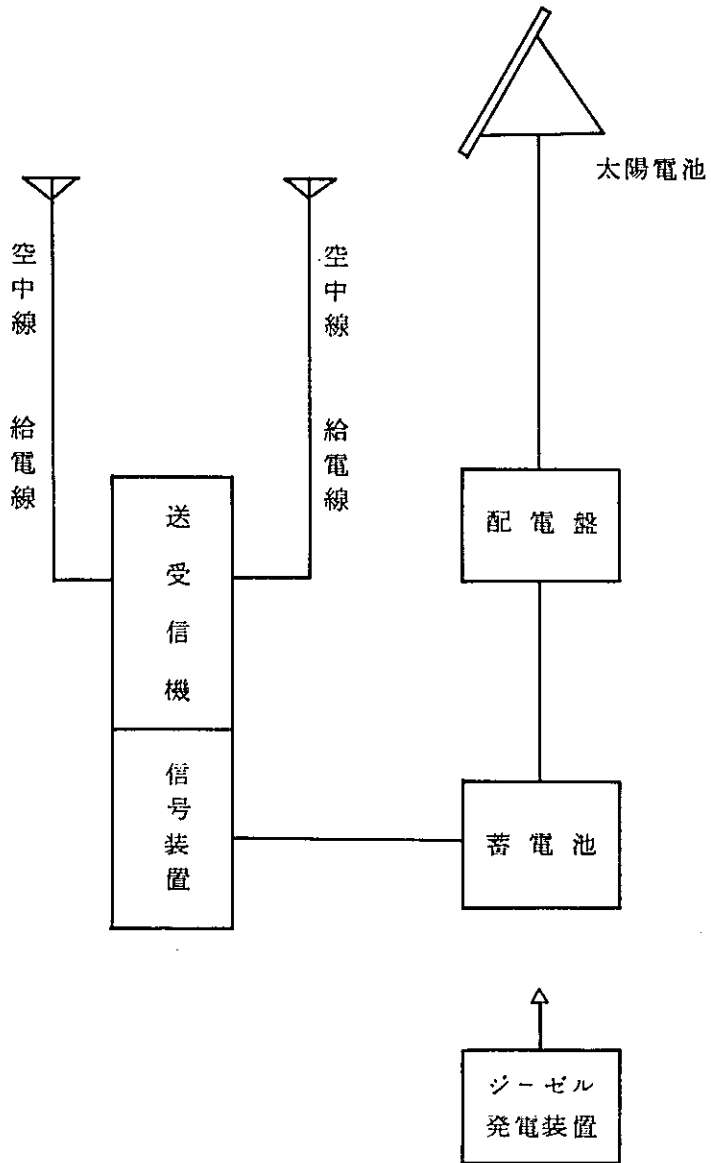 太陽電池
空中線
給電線
空中線
給電線
送受信機
配電盤
信号装置
蓄電池
ジーゼル
発電装置